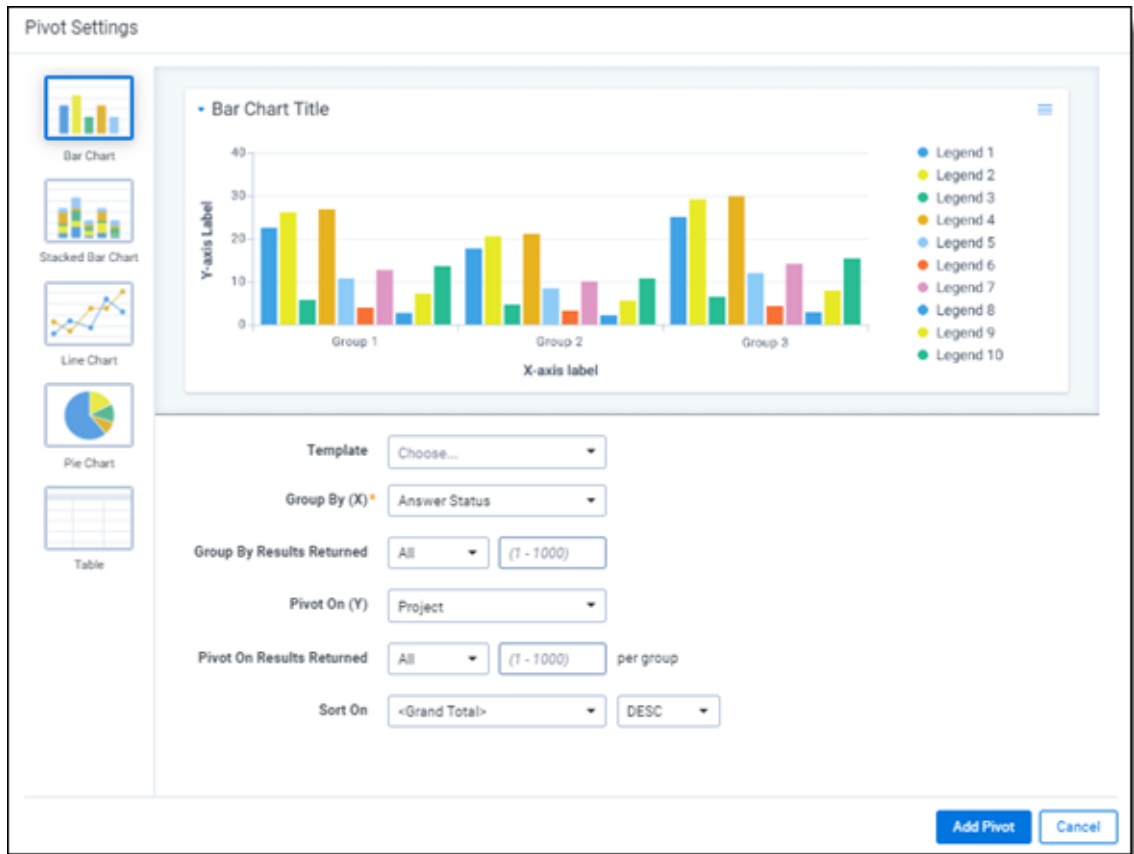 Pivot Settings
Bar Chart
Stacked Bar Chart
Line Chart
Pie Chart
Table
Bar Chart Title
40
30
20
10
0
Y-axis Label
Group 1 Group 2 Group 3
X-axis label
Legend 1
Legend 2
Legend 3
Legend 4
Legend 5
Legend 6
Legend 7
Legend 8
Legend 9
Legend 10
Template Choose...
Group By (X)* Answer Status
Group By Results Returned All (1 - 1000)
Pivot On (Y) Project
Pivot On Results Returned All (1 - 1000) per group
Sort On <Grand Total> DESC
Add Pivot Cancel